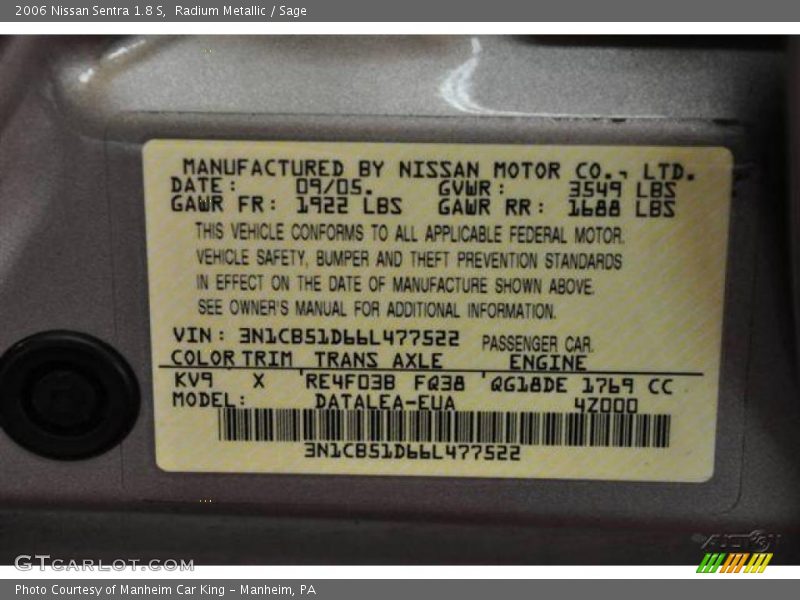 2006 Nissan Sentra 1.8 S,  Radium Metallic / Sage
MANUFACTURED BY NISSAN MOTOR CO., LTD.
DATE: 09/05. GVWR: 3549 LBS
GAWR FR: 1922 LBS GAWR RR: 1688 LBS
THIS VEHICLE CONFORMS TO ALL APPLICABLE FEDERAL MOTOR
VEHICLE SAFETY, BUMPER AND THEFT PREVENTION STANDARDS
IN EFFECT ON THE DATE OF MANUFACTURE SHOWN ABOVE.
SEE OWNER'S MANUAL FOR ADDITIONAL INFORMATION.
VIN: 3N1CB51D66L477522 PASSENGER CAR.
COLOR TRIM TRANS AXLE ENGINE
KV9 X RE4F03B FQ38 QG18DE 1769 CC
MODEL: DATALEA-EUA 4Z000
3N1CB51D66L477522
GTCARLOT.COM
Photo Courtesy of Manheim Car King - Manheim, PA